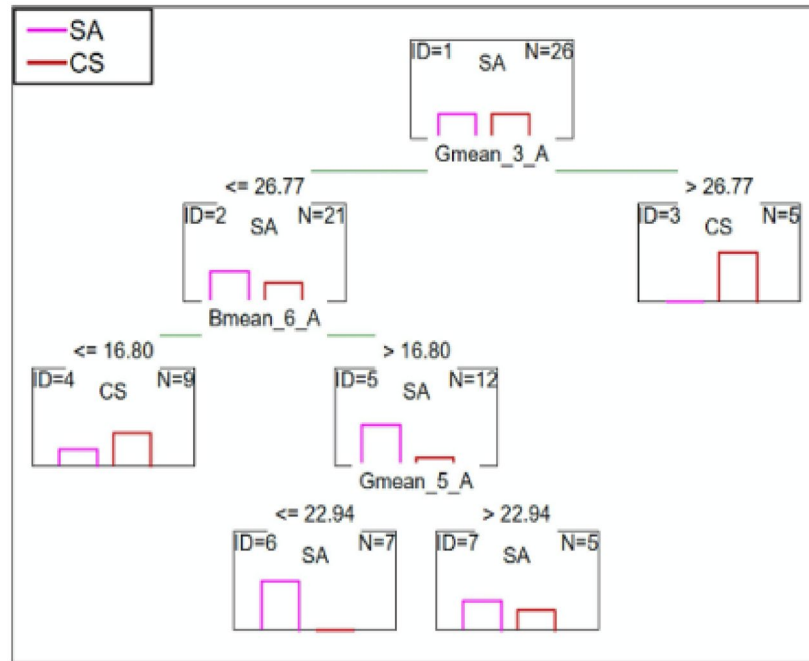 SA
CS
ID=1 N=26
SA
Gmean_3_A
<= 26.77 > 26.77
ID=2 N=21
SA
ID=3 N=5
CS
Bmean_6_A
<= 16.80 > 16.80
ID=4 N=9
CS
ID=5 N=12
SA
Gmean_5_A
<= 22.94 > 22.94
ID=6 N=7
SA
ID=7 N=5
SA